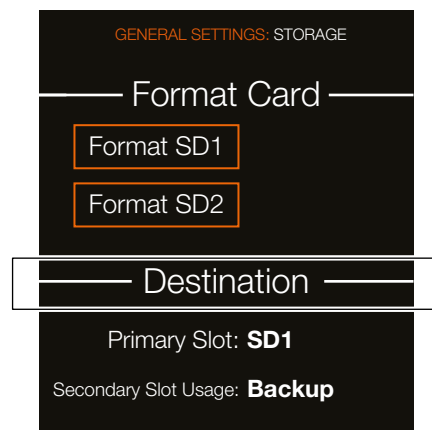 GENERAL SETTINGS: STORAGE
Format Card
Format SD1
Format SD2
Destination
Primary Slot: SD1
Secondary Slot Usage: Backup